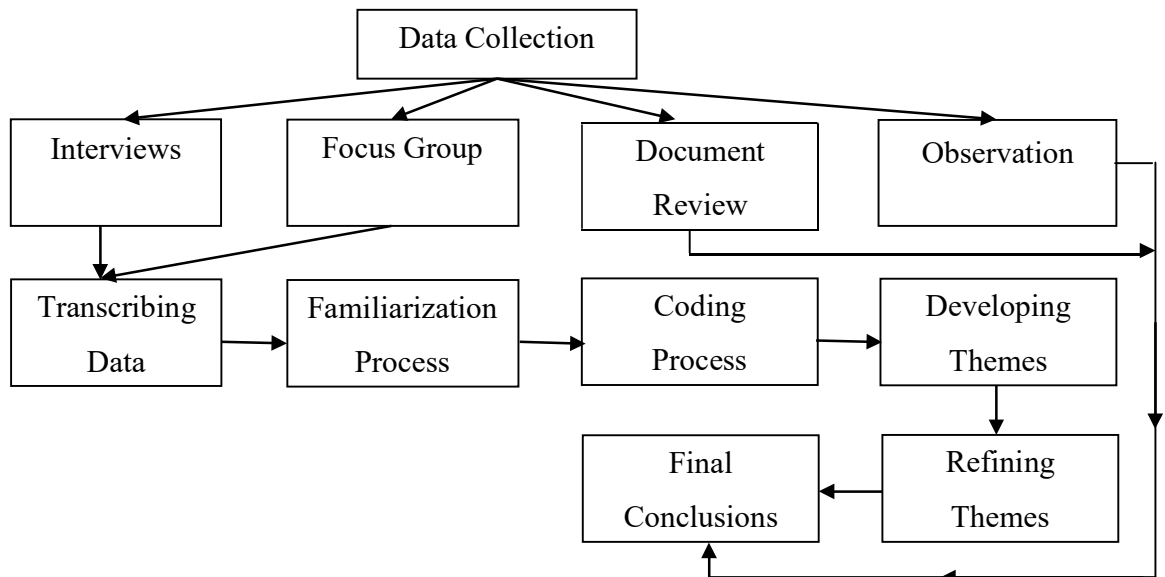 Data Collection
Interviews
Focus Group
Document
Review
Observation
Transcribing
Data
Familiarization
Process
Coding
Process
Developing
Themes
Final
Conclusions
Refining
Themes